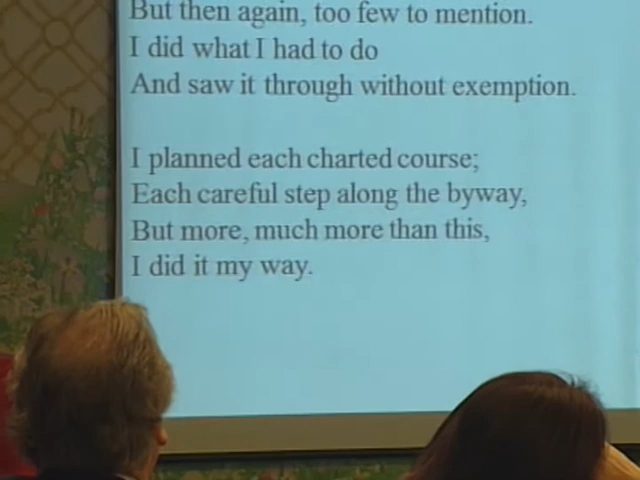 But then again, too few to mention.
I did what I had to do
And saw it through without exemption.
I planned each charted course;
Each careful step along the byway,
But more, much more than this,
I did it my way.